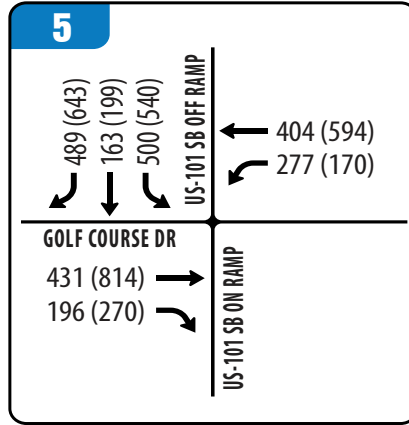 5
489 (643)
163 (199)
500 (540)
US-101 SB OFF RAMP
404 (594)
277 (170)
GOLF COURSE DR
431 (814)
196 (270)
US-101 SB ON RAMP